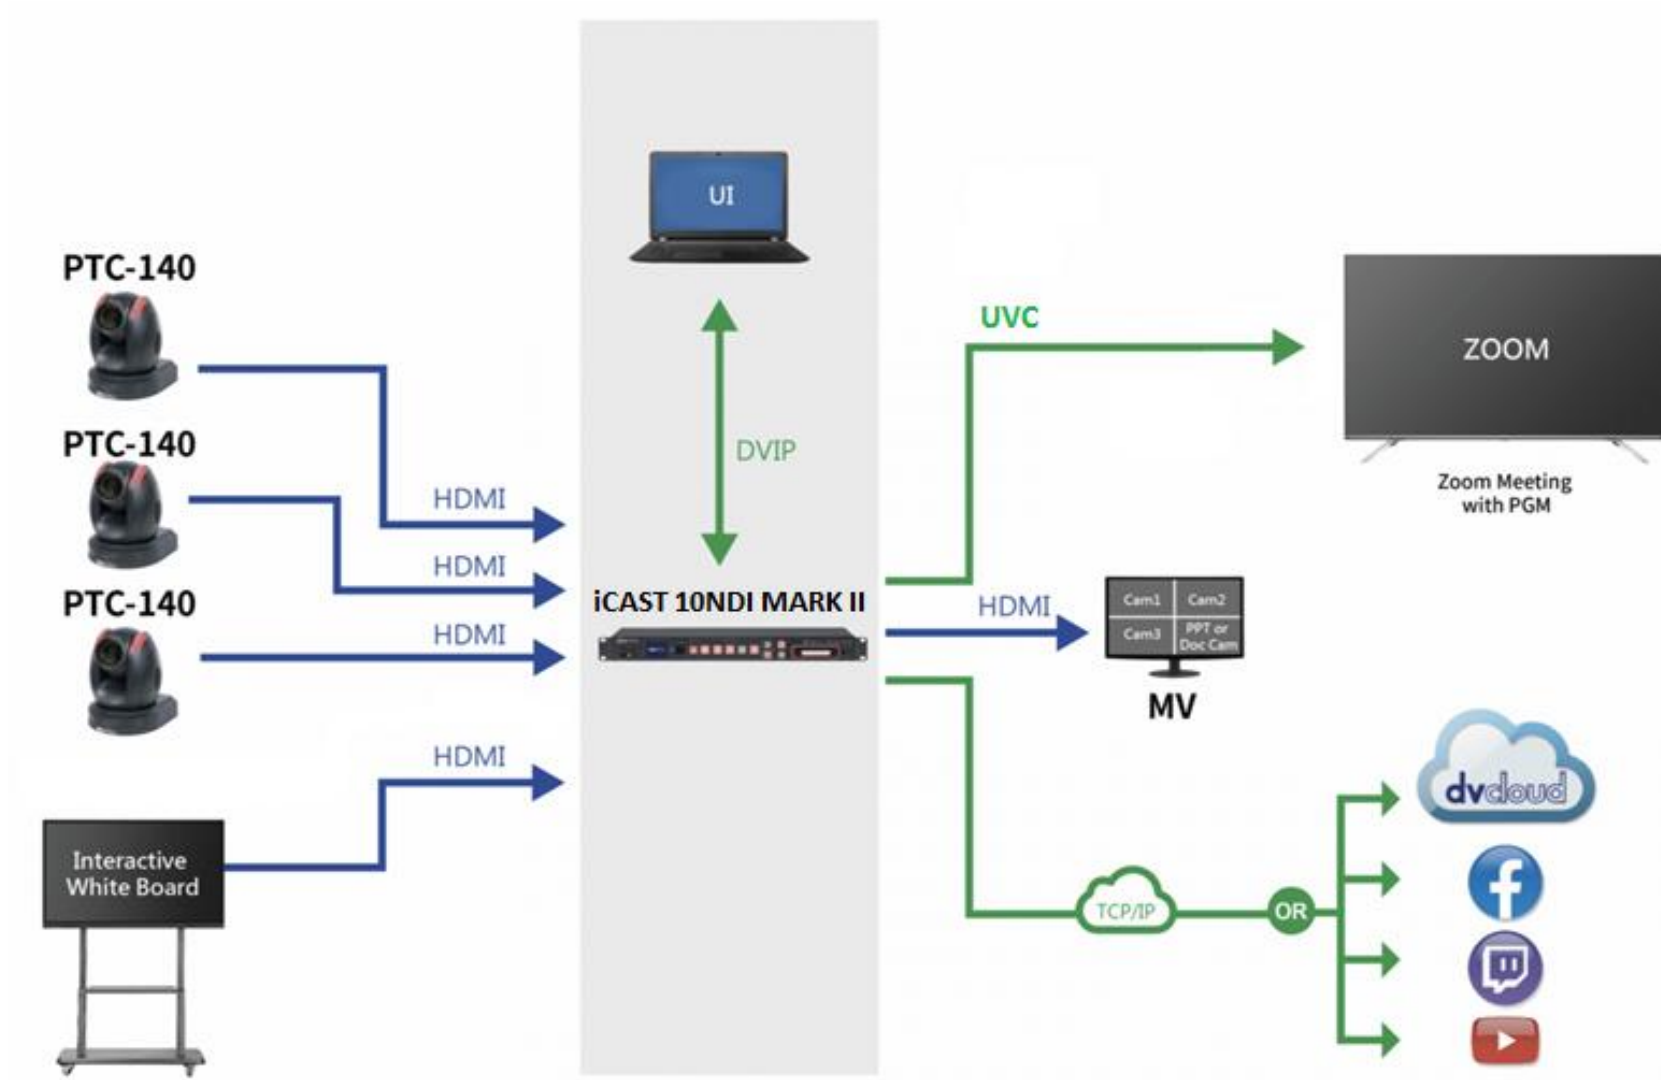 PTC-140
PTC-140
PTC-140
Interactive
White Board
HDMI
HDMI
HDMI
HDMI
UI
DVIP
iCAST 10NDI MARK II
UVC
ZOOM
Zoom Meeting
with PGM
HDMI
Cam1
Cam2
Cam3
PPT or
Doc Cam
MV
TCP/IP
OR
dvcloud